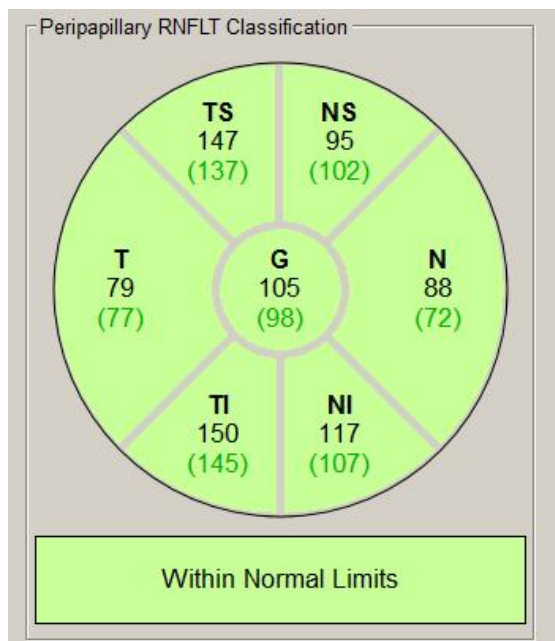 Peripapillary RNFLT Classification
TS
147
(137)
NS
95
(102)
T
79
(77)
G
105
(98)
N
88
(72)
TI
150
(145)
NI
117
(107)
Within Normal Limits